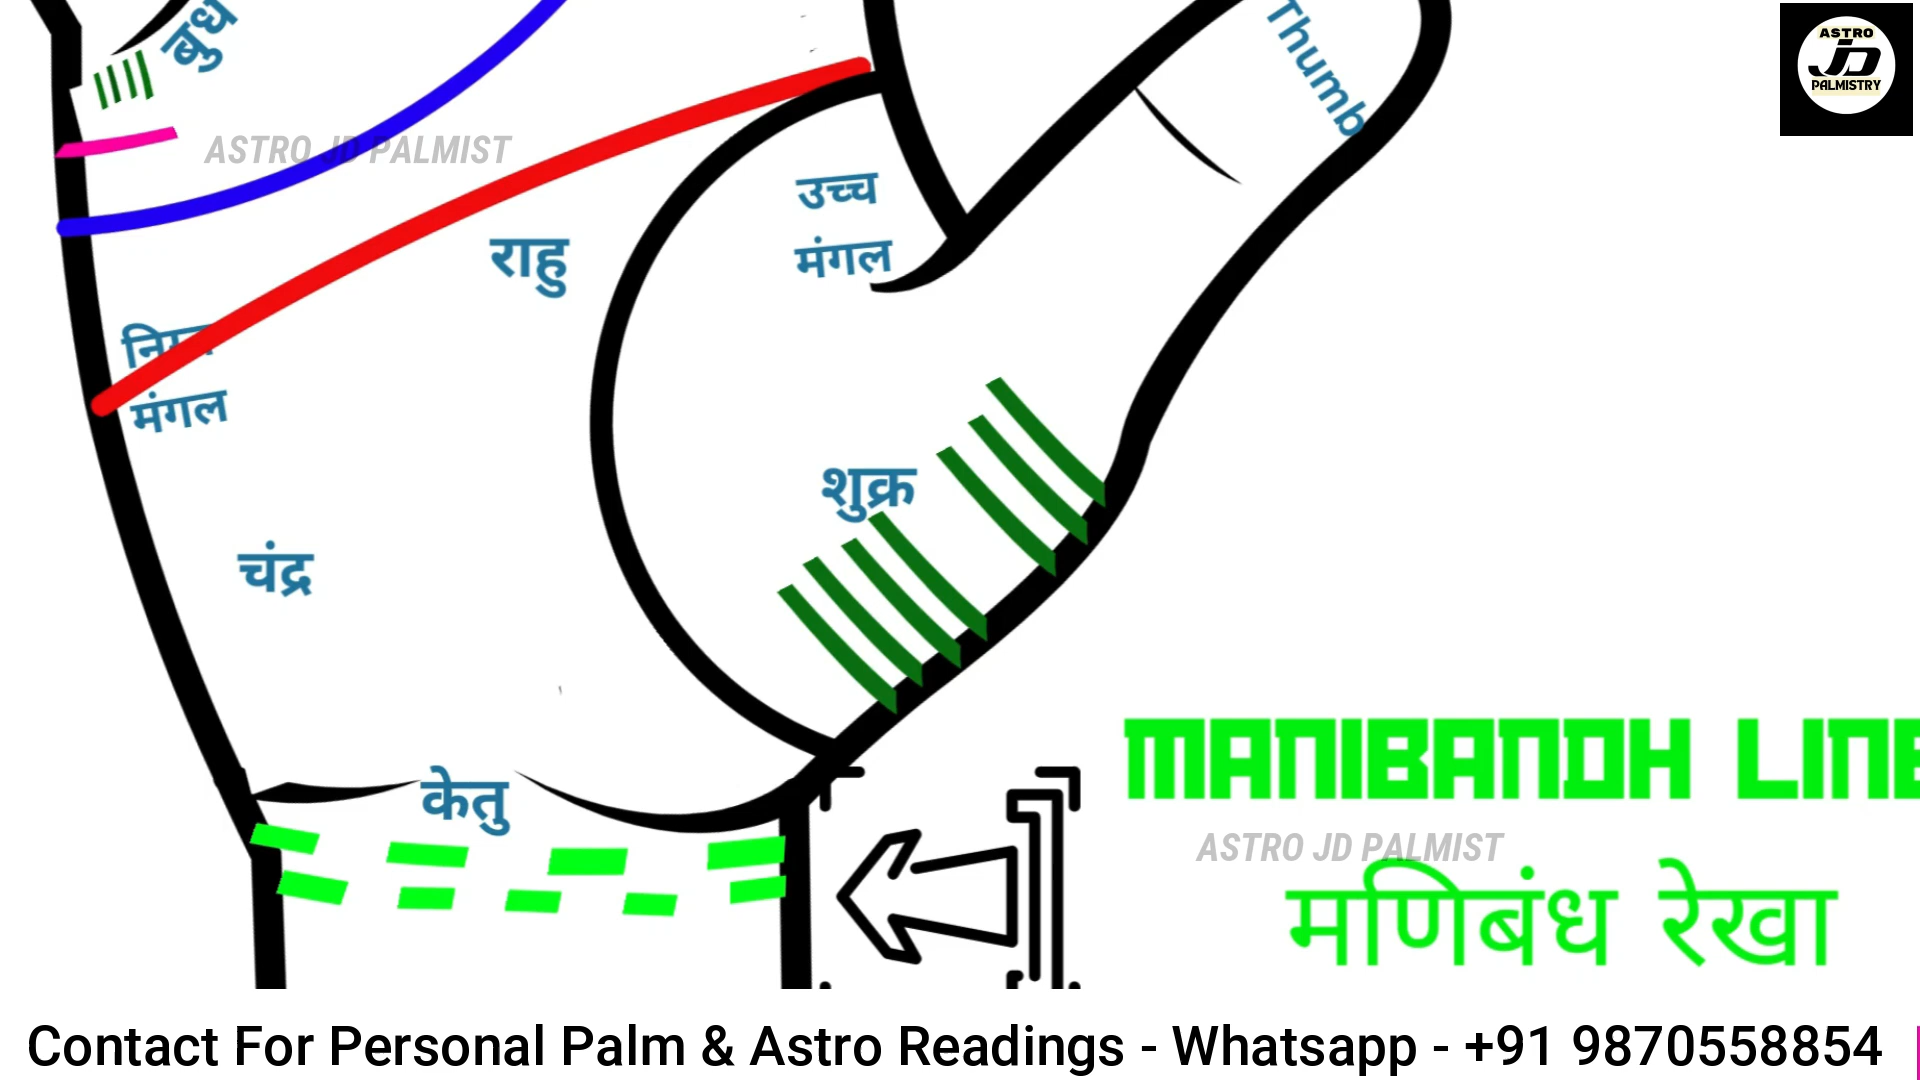 बुध
Thumb
ASTRO
JD
PALMISTRY
ASTRO JD PALMIST
उच्च
मंगल
राहु
मंगल
शुक्र
चंद्र
केतु
MANIBANDH LINE
ASTRO JD PALMIST
मणिबंध रेखा
Contact For Personal Palm & Astro Readings - Whatsapp - +91 9870558854